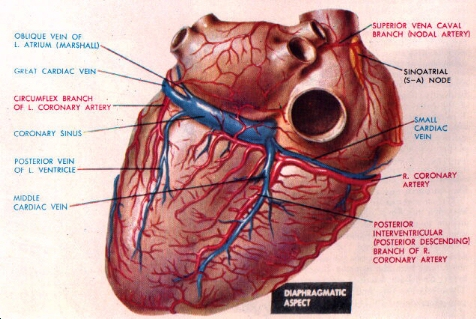 OBLIQUE VEIN OF
L. ATRIUM (MARSHALL)
GREAT CARDIAC VEIN
CIRCUMFLEX BRANCH
OF L. CORONARY ARTERY
CORONARY SINUS
POSTERIOR VEIN
OF L. VENTRICLE
MIDDLE
CARDIAC VEIN
SUPERIOR VENA CAVAL
BRANCH (NODAL ARTERY)
SINOATRIAL
(S-A) NODE
SMALL
CARDIAC
VEIN
R. CORONARY
ARTERY
POSTERIOR
INTERVENTRICULAR
(POSTERIOR DESCENDING)
BRANCH OF R.
CORONARY ARTERY
DIAPHRAGMATIC
ASPECT